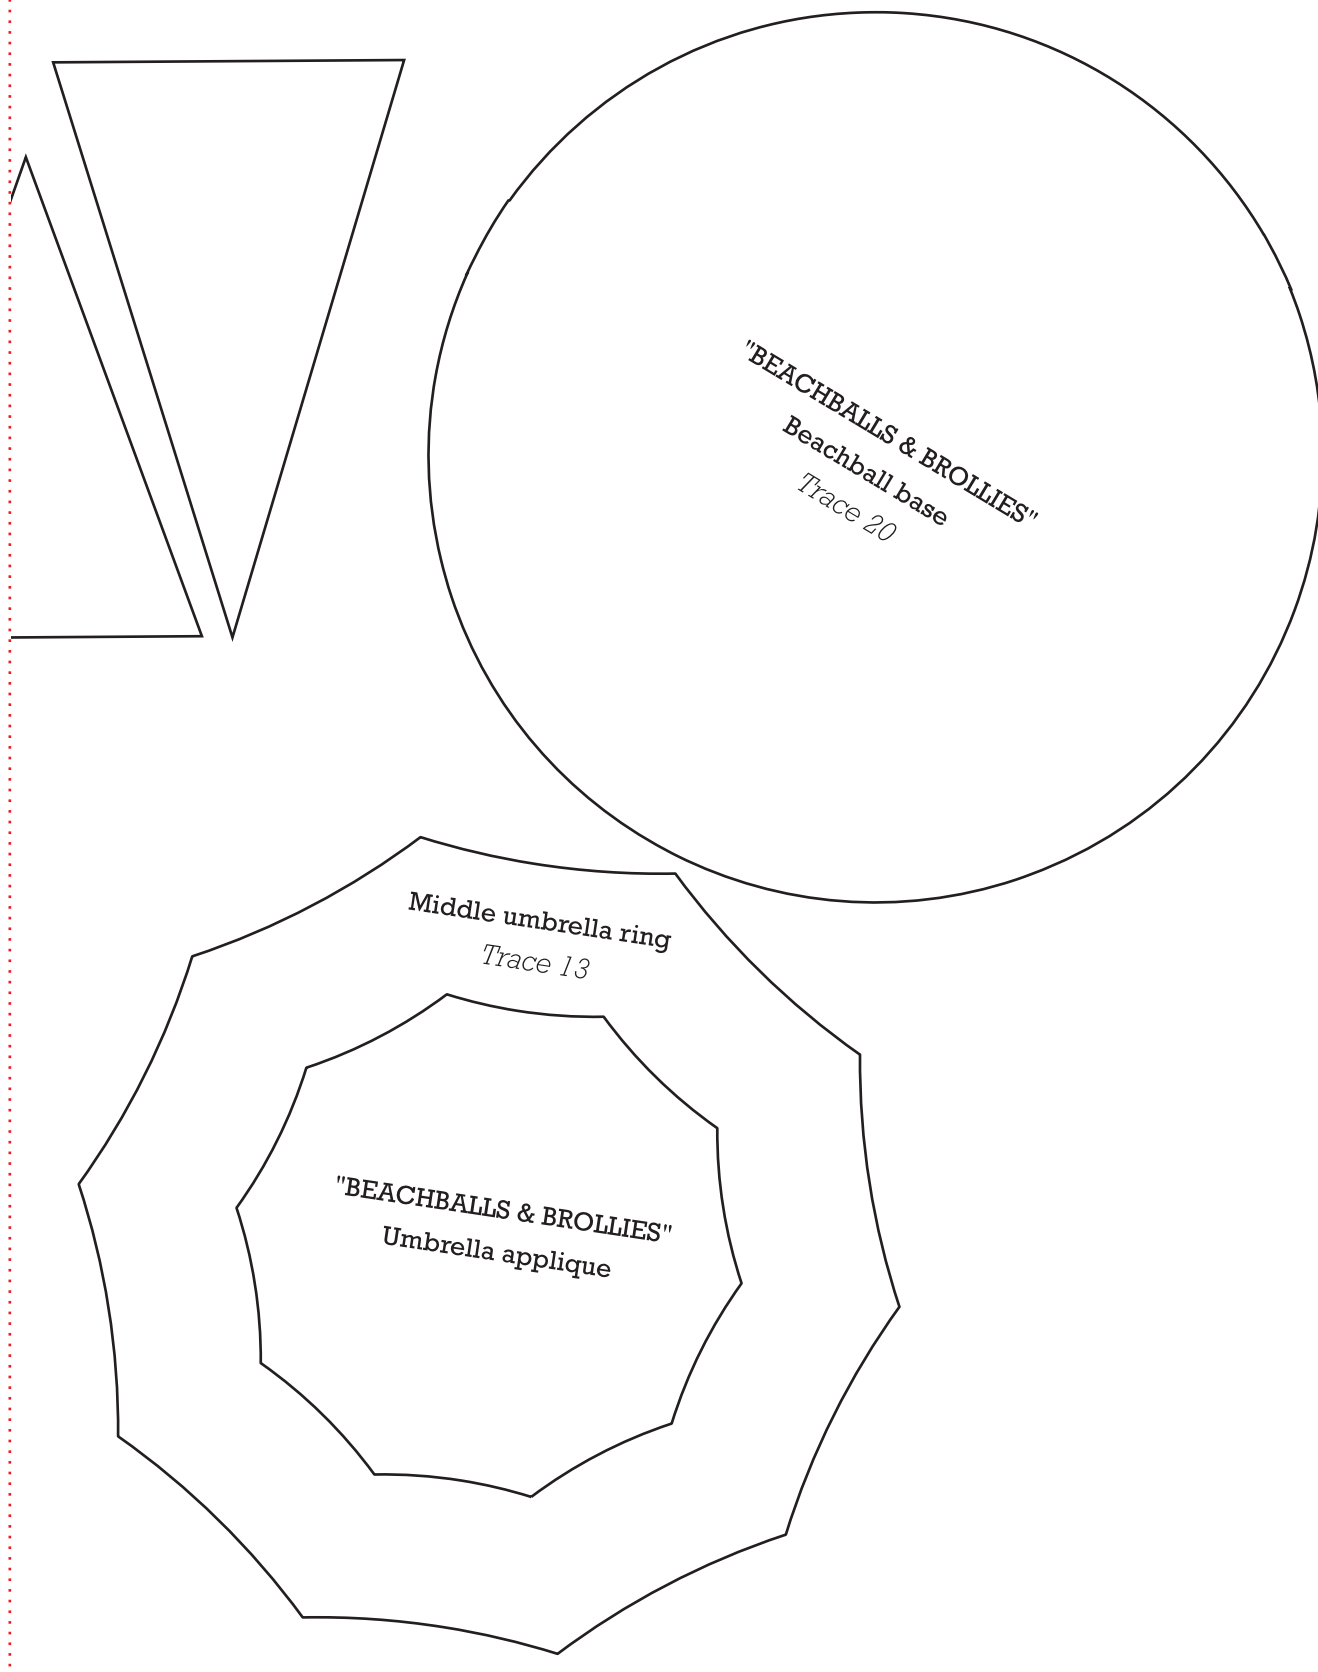 "BEACHBALLS & BROLLIES"
Beachball base
Trace 20
Middle umbrella ring
Trace 13
"BEACHBALLS & BROLLIES"
Umbrella applique